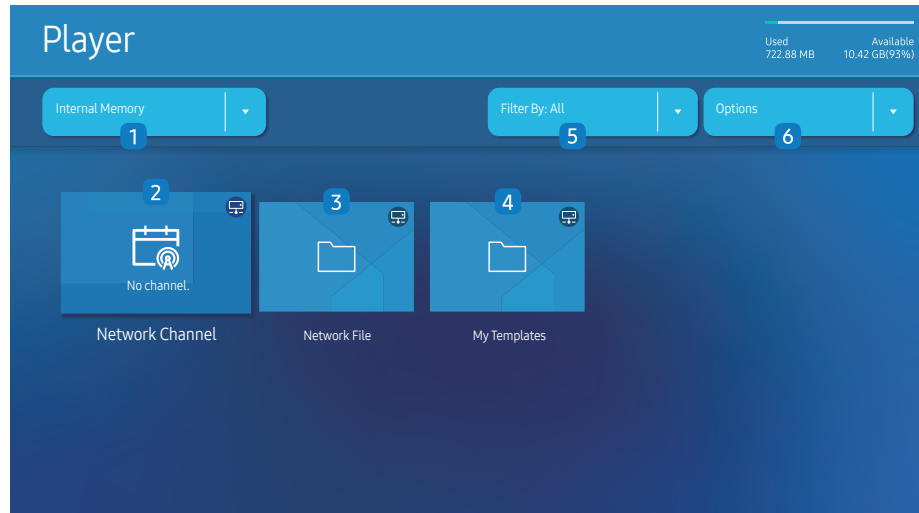 Player
Used Available
722.88 MB 10.42 GB(93%)
Internal Memory
1
Filter By: All
5
Options
6
2
No channel.
Network Channel
3
Network File
4
My Templates